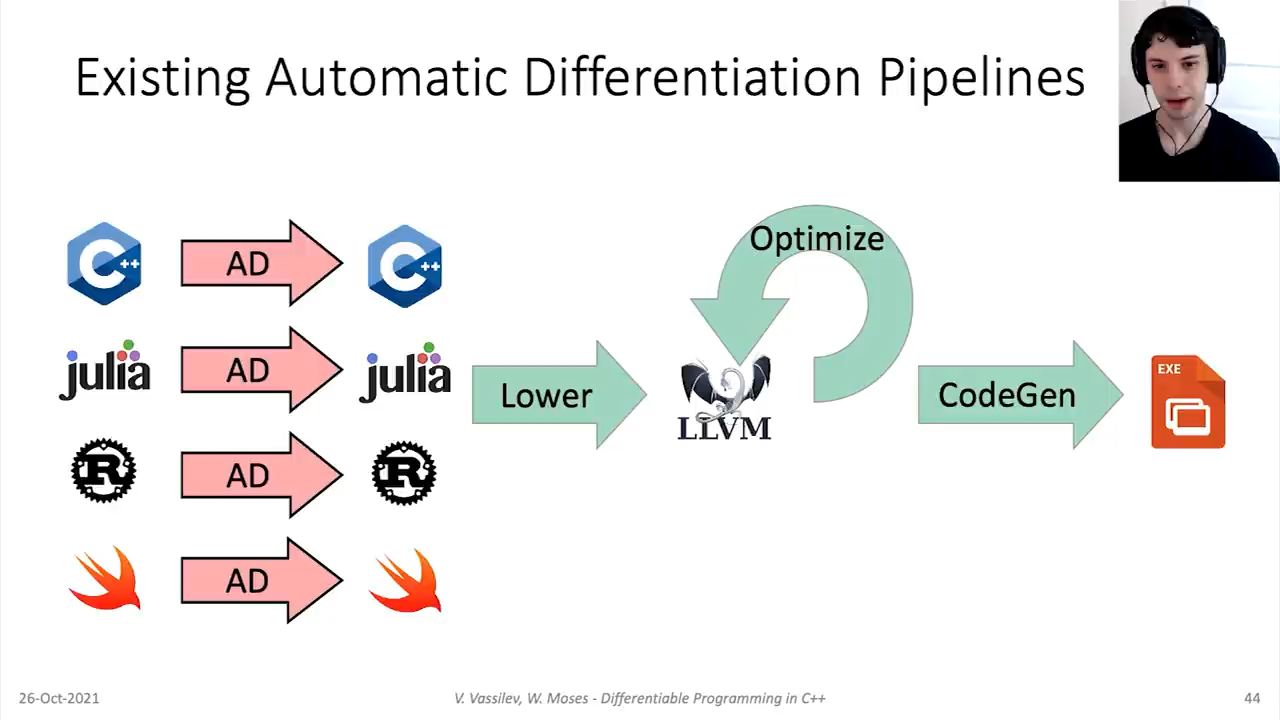 Existing Automatic Differentiation Pipelines
C++
AD
C++
Optimize
julia
AD
julia
Lower
LLVM
CodeGen
EXE
R
AD
R
AD
26-Oct-2021
V. Vassilev, W. Moses - Differentiable Programming in C++
44